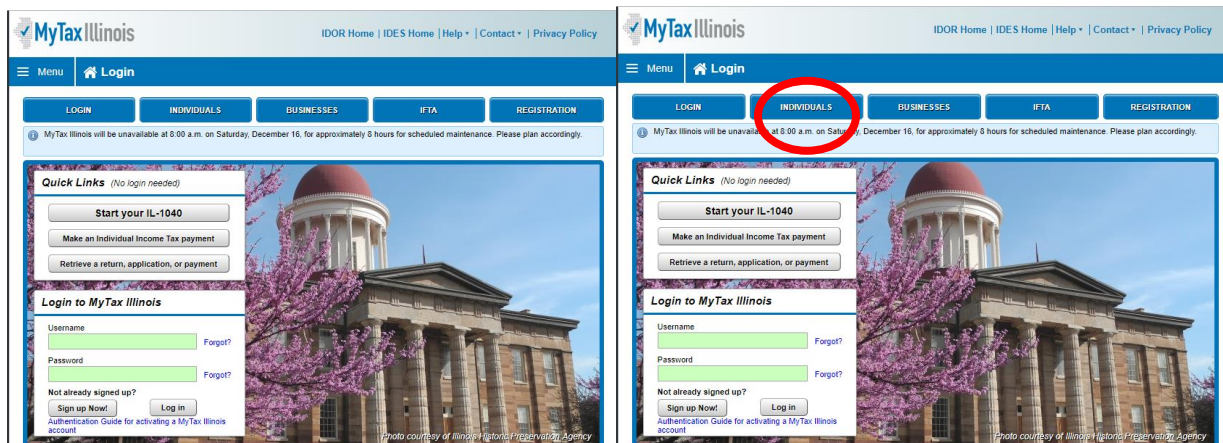 MyTax Illinois
IDOR Home | IDES Home | Help | Contact | Privacy Policy
Menu Login
LOGIN INDIVIDUALS BUSINESSES IFTA REGISTRATION
MyTax Illinois will be unavailable at 8:00 a.m. on Saturday, December 16, for approximately 8 hours for scheduled maintenance. Please plan accordingly.
Quick Links (No login needed)
Start your IL-1040
Make an Individual Income Tax payment
Retrieve a return, application, or payment
Login to MyTax Illinois
Username
Forgot?
Password
Forgot?
Not already signed up?
Sign up Now! Log in
Authentication Guide for activating a MyTax Illinois
account
Photo courtesy of Illinois Historic Preservation Agency
MyTax Illinois
IDOR Home | IDES Home | Help | Contact | Privacy Policy
Menu Login
LOGIN INDIVIDUALS BUSINESSES IFTA REGISTRATION
MyTax Illinois will be unavailable at 8:00 a.m. on Saturday, December 16, for approximately 8 hours for scheduled maintenance. Please plan accordingly.
Quick Links (No login needed)
Start your IL-1040
Make an Individual Income Tax payment
Retrieve a return, application, or payment
Login to MyTax Illinois
Username
Forgot?
Password
Forgot?
Not already signed up?
Sign up Now! Log in
Authentication Guide for activating a MyTax Illinois
account
Photo courtesy of Illinois Historic Preservation Agency